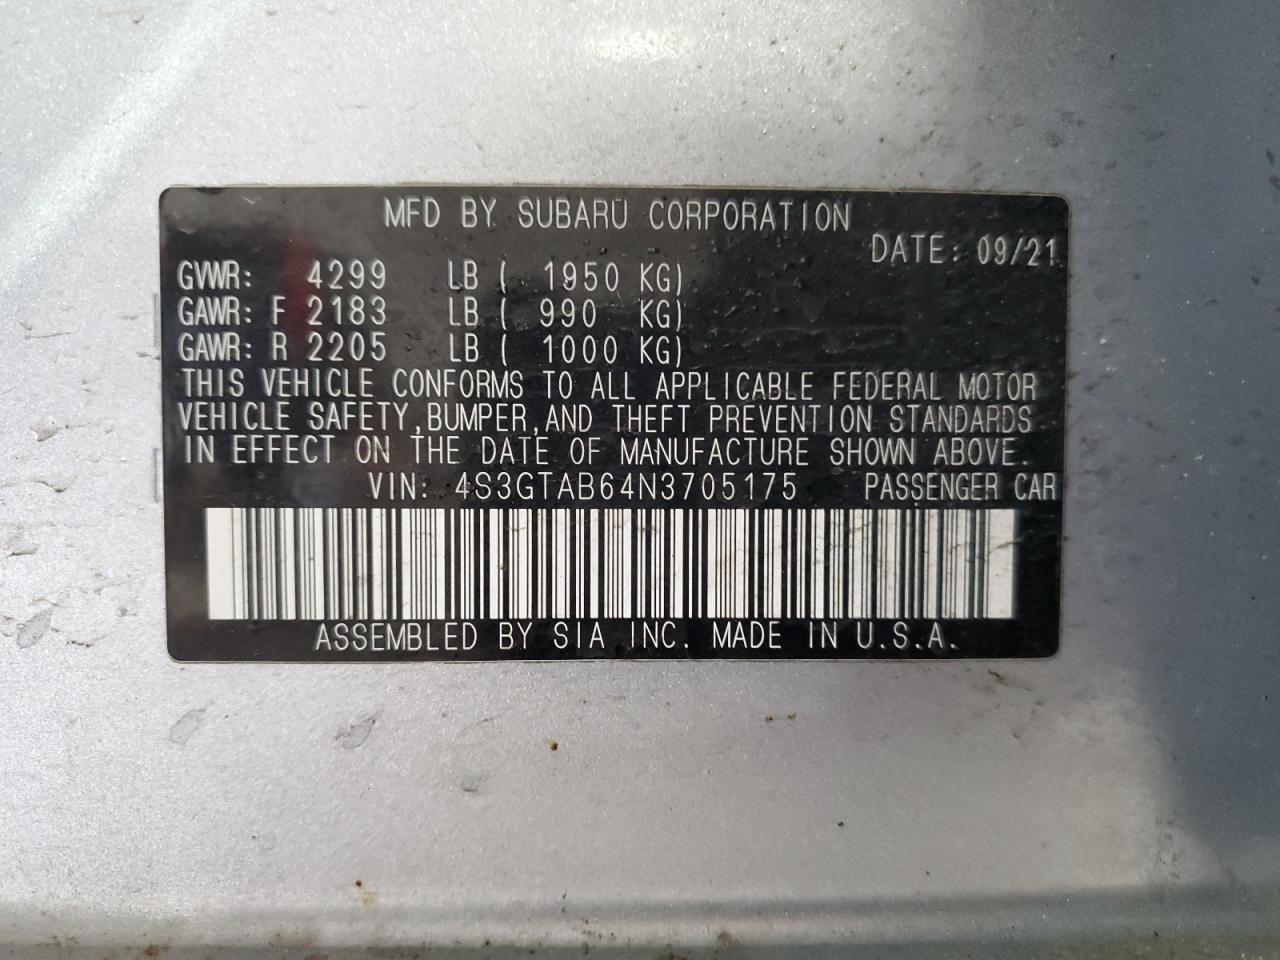 MFD BY SUBARU CORPORATION
DATE: 09/21
GVWR: 4299 LB ( 1950 KG)
GAWR: F 2183 LB ( 990 KG)
GAWR: R 2205 LB ( 1000 KG)
THIS VEHICLE CONFORMS TO ALL APPLICABLE FEDERAL MOTOR
VEHICLE SAFETY, BUMPER, AND THEFT PREVENTION STANDARDS
IN EFFECT ON THE DATE OF MANUFACTURE SHOWN ABOVE.
VIN: 4S3GTAB64N3705175 PASSENGER CAR
ASSEMBLED BY SIA INC. MADE IN U.S.A.